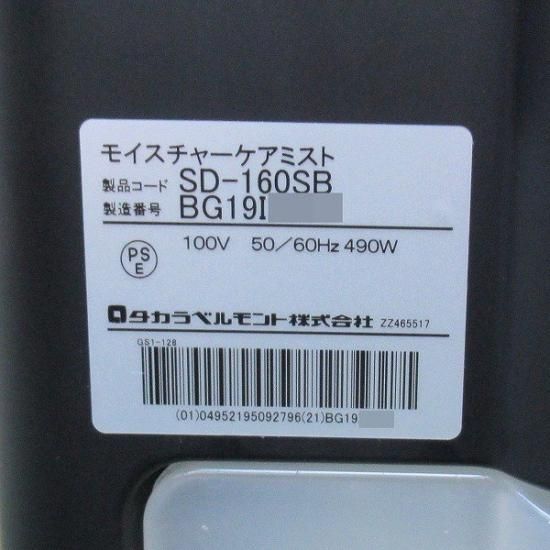 モイスチャーケアミスト
製品コード SD-160SB
製造番号 BG19I
100V 50/60Hz 490W
PS
E
タカラベルモント株式会社 ZZ465517
GS1-128
(01)04952195092796(21)BG19